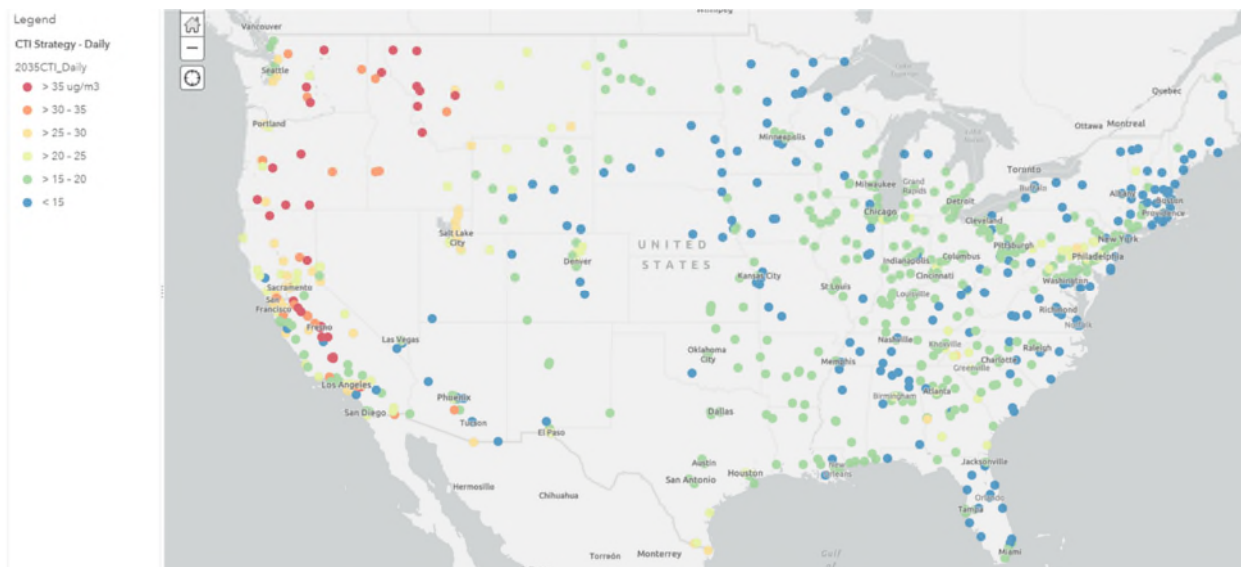 Legend
CTI Strategy - Daily
2035CTI_Daily
> 35 ug/m3
> 30 - 35
> 25 - 30
> 20 - 25
> 15 - 20
< 15
Winnipeg
Vancouver
Seattle
Portland
Quebec
Ottawa Montreal
Minneapolis
Toronto
Buffalo
Albany
Boston
Providence
Milwaukee
Grand
Rapids
Detroit
Chicago
Cleveland
New York
Pittsburgh
Philadelphia
Salt Lake
City
UNITED
STATES
Denver
Indianapolis
Columbus
Cincinnati
Washington
Sacramento
San
Francisco
Kansas City
St Louis
Louisville
Richmond
Norfolk
Fresno
Las Vegas
Nashville
Knoxville
Raleigh
Oklahoma
City
Memphis
Charlotte
Greenville
Los Angeles
Phoenix
Birmingham
Atlanta
San Diego
Tucson
El Paso
Dallas
Austin
San Antonio
Houston
New
Orleans
Jacksonville
Orlando
Tampa
Miami
Hermosillo
Chihuahua
Torreón
Monterrey
Gulf
of